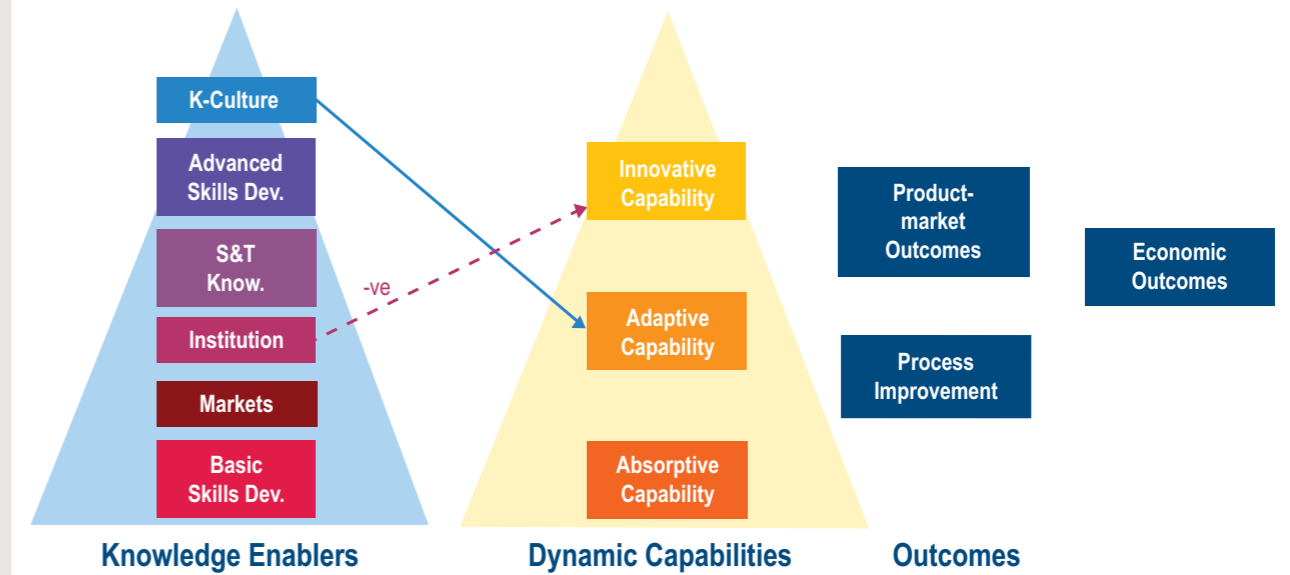 K-Culture
Advanced
Skills Dev.
S&T
Know.
Institution
Markets
Basic
Skills Dev.
-ve
Innovative
Capability
Adaptive
Capability
Absorptive
Capability
Product-
market
Outcomes
Process
Improvement
Economic
Outcomes
Knowledge Enablers
Dynamic Capabilities
Outcomes